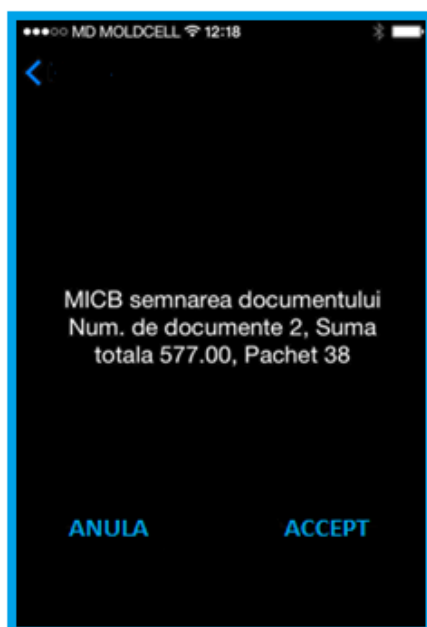 MD MOLDCELL 12:18
MICB semnarea documentului
Num. de documente 2, Suma
totala 577.00, Pachet 38
ANULA ACCEPT